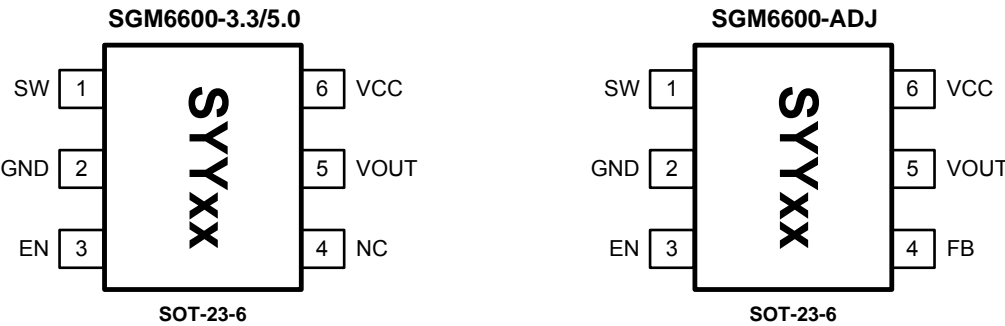 SGM6600-3.3/5.0
SW 1
6 VCC
GND 2
5 VOUT
EN 3
4 NC
SYYxx
SOT-23-6
SGM6600-ADJ
SW 1
6 VCC
GND 2
5 VOUT
EN 3
4 FB
SYYxx
SOT-23-6